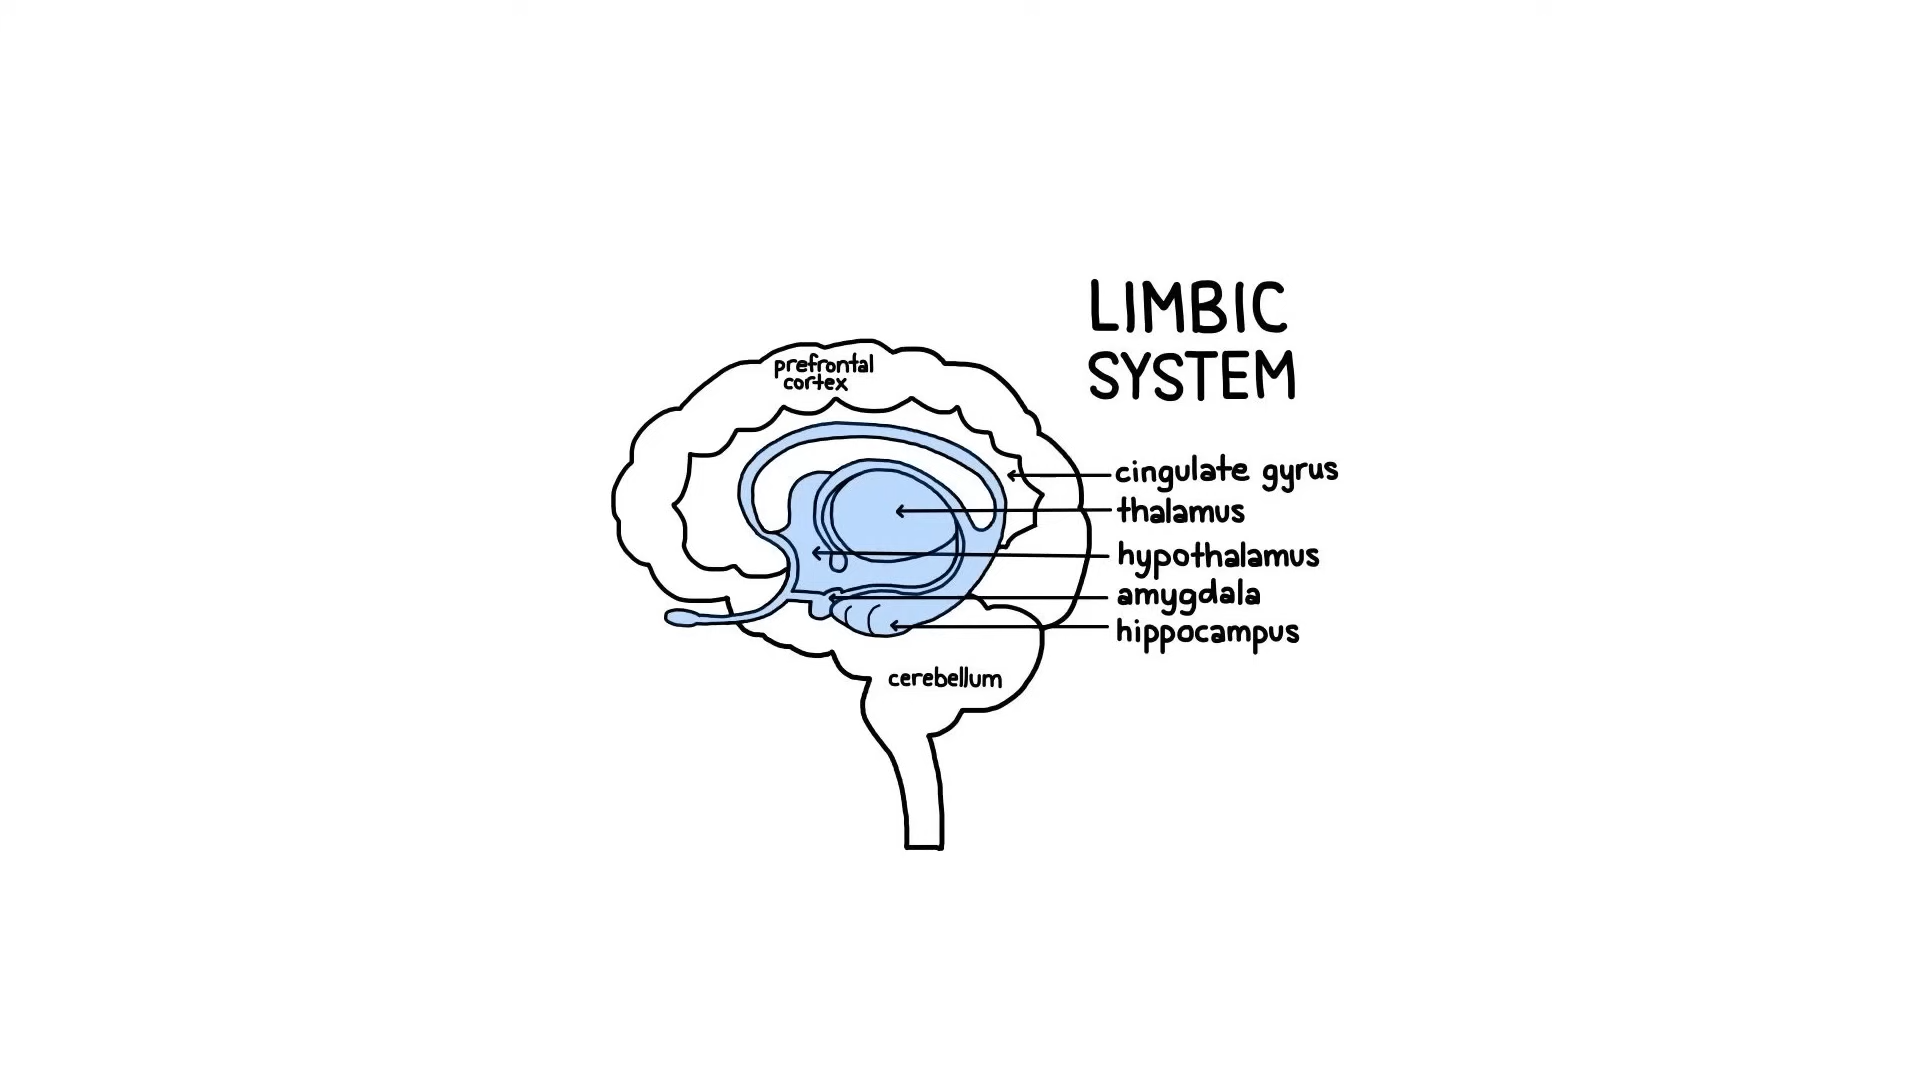 LIMBIC
SYSTEM
prefrontal
cortex
cingulate gyrus
thalamus
hypothalamus
amygdala
hippocampus
cerebellum